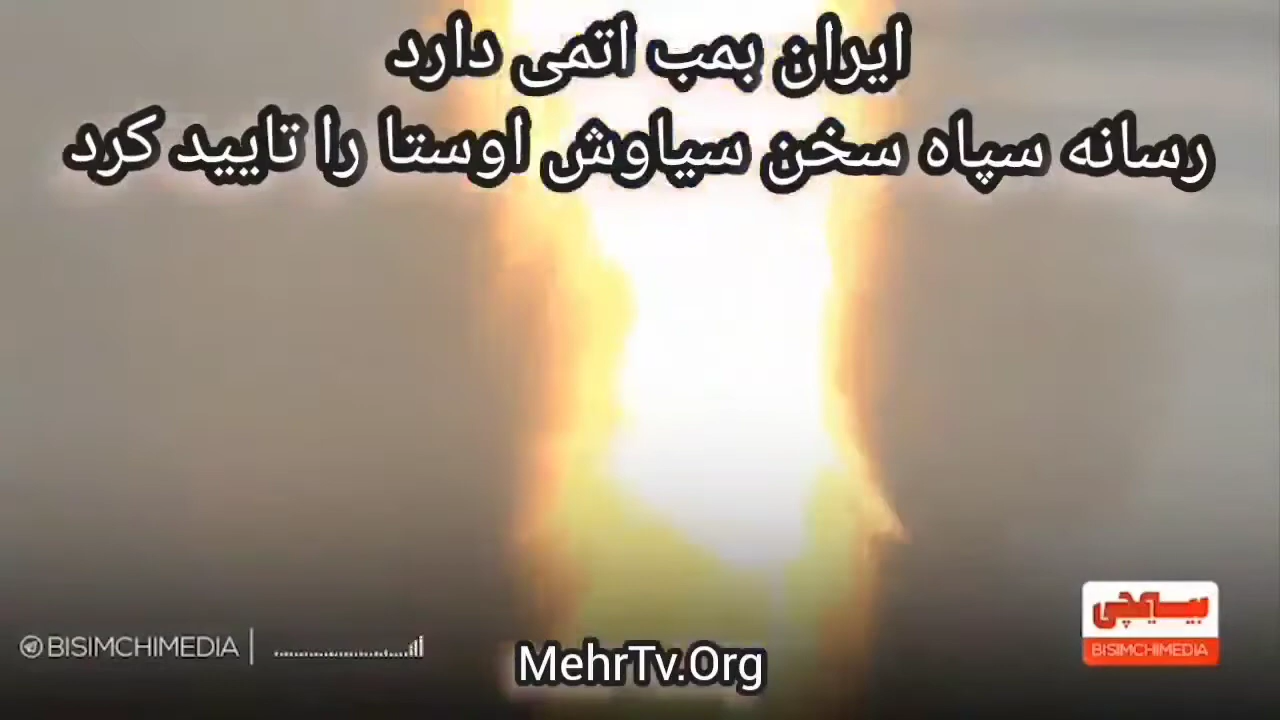 ایران بمب اتمی دارد
رسانه سپاه سخن سیاوش اوستا را تایید کرد
بیسیمچی
BISIMCHIMEDIA
BISIMCHIMEDIA
MehrTv.Org